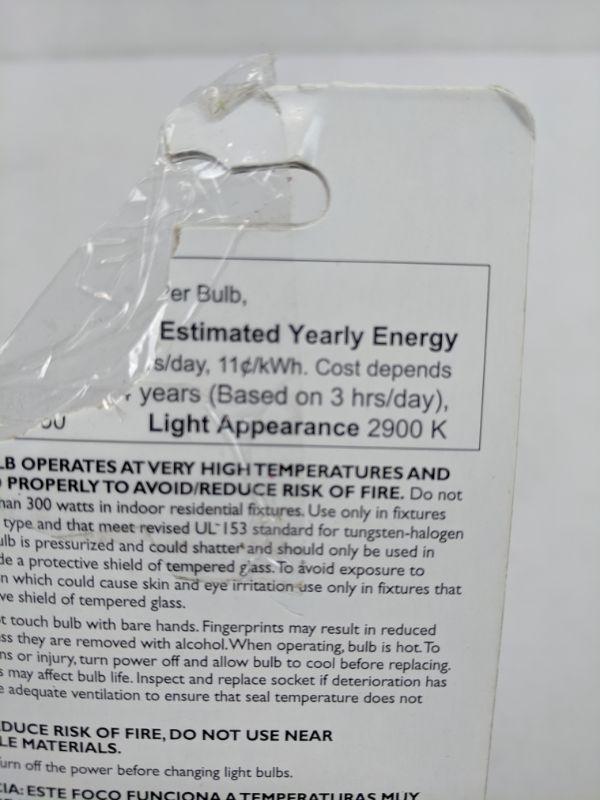 er Bulb,
Estimated Yearly Energy
s/day, 11¢/kWh. Cost depends
years (Based on 3 hrs/day),
Light Appearance 2900 K
LB OPERATES AT VERY HIGH TEMPERATURES AND
PROPERLY TO AVOID/REDUCE RISK OF FIRE. Do not
han 300 watts in indoor residential fixtures. Use only in fixtures
type and that meet revised UL-153 standard for tungsten-halogen
ulb is pressurized and could shatter and should only be used in
de a protective shield of tempered glass. To avoid exposure to
n which could cause skin and eye irritation use only in fixtures that
ve shield of tempered glass.
t touch bulb with bare hands. Fingerprints may result in reduced
ss they are removed with alcohol. When operating, bulb is hot. To
ns or injury, turn power off and allow bulb to cool before replacing.
s may affect bulb life. Inspect and replace socket if deterioration has
e adequate ventilation to ensure that seal temperature does not
EDUCE RISK OF FIRE, DO NOT USE NEAR
LE MATERIALS.
urn off the power before changing light bulbs.
IA: ESTE FOCO FUNCIONA A TEMPERATURAS MUY